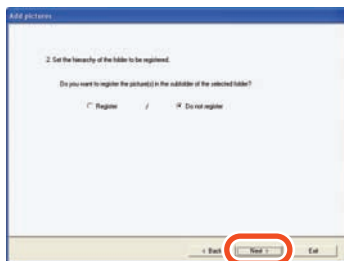 Add pictures
2. Set the hierarchy of the folder to be registered.
Do you want to register the picture(s) in the subfolder of the selected folder?
Register / Do not register
< Back Next > Exit